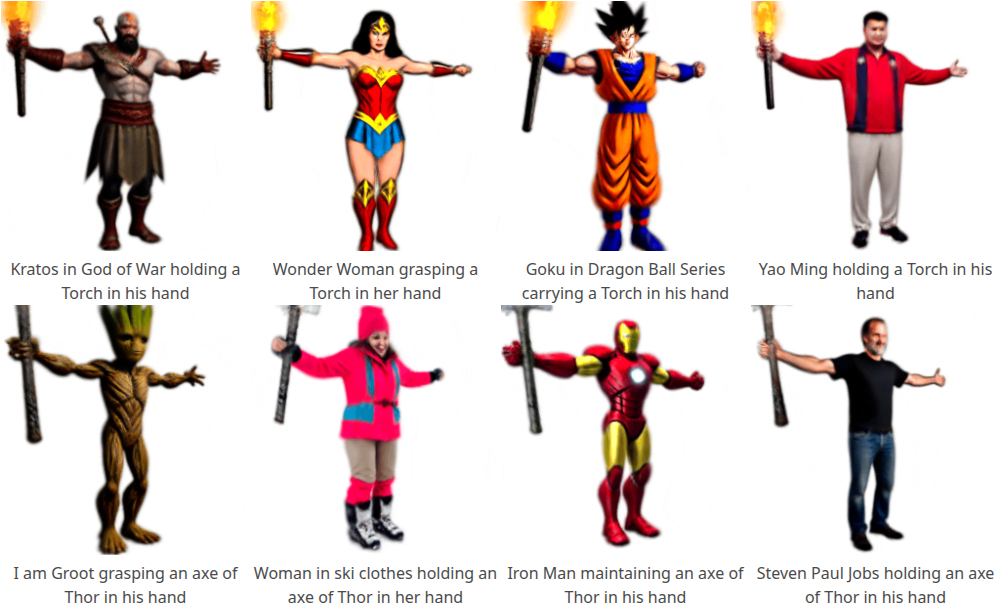 Kratos in God of War holding a
Torch in his hand
Wonder Woman grasping a
Torch in her hand
Goku in Dragon Ball Series
carrying a Torch in his hand
Yao Ming holding a Torch in his
hand
I am Groot grasping an axe of
Thor in his hand
Woman in ski clothes holding an
axe of Thor in her hand
Iron Man maintaining an axe of
Thor in his hand
Steven Paul Jobs holding an axe
of Thor in his hand